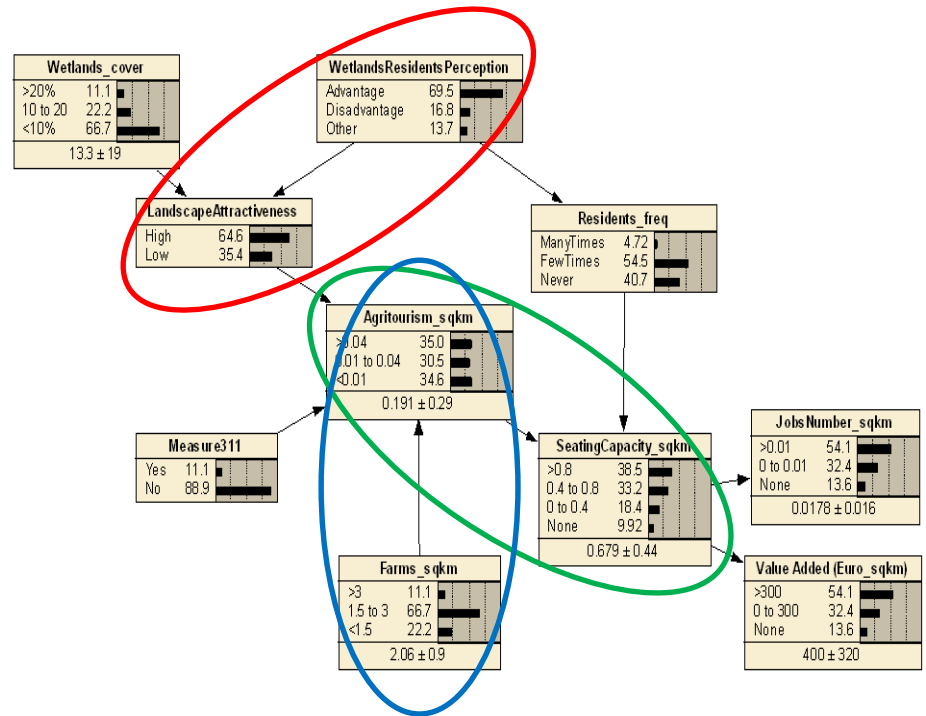 Wetlands_cover
>20% 11.1
10 to 20 22.2
<10% 66.7
13.3 ± 19
WetlandsResidentsPerception
Advantage 69.5
Disadvantage 16.8
Other 13.7
LandscapeAttractiveness
High 64.6
Low 35.4
Residents_freq
ManyTimes 4.72
FewTimes 54.5
Never 40.7
Agritourism_sqkm
>0.04 35.0
0.01 to 0.04 30.5
<0.01 34.6
0.191 ± 0.29
Measure311
Yes 11.1
No 88.9
SeatingCapacity_sqkm
>0.8 38.5
0.4 to 0.8 33.2
0 to 0.4 18.4
None 9.92
0.679 ± 0.44
JobsNumber_sqkm
>0.01 54.1
0 to 0.01 32.4
None 13.6
0.0178 ± 0.016
Farms_sqkm
>3 11.1
1.5 to 3 66.7
<1.5 22.2
2.06 ± 0.9
Value Added (Euro_sqkm)
>300 54.1
0 to 300 32.4
None 13.6
400 ± 320